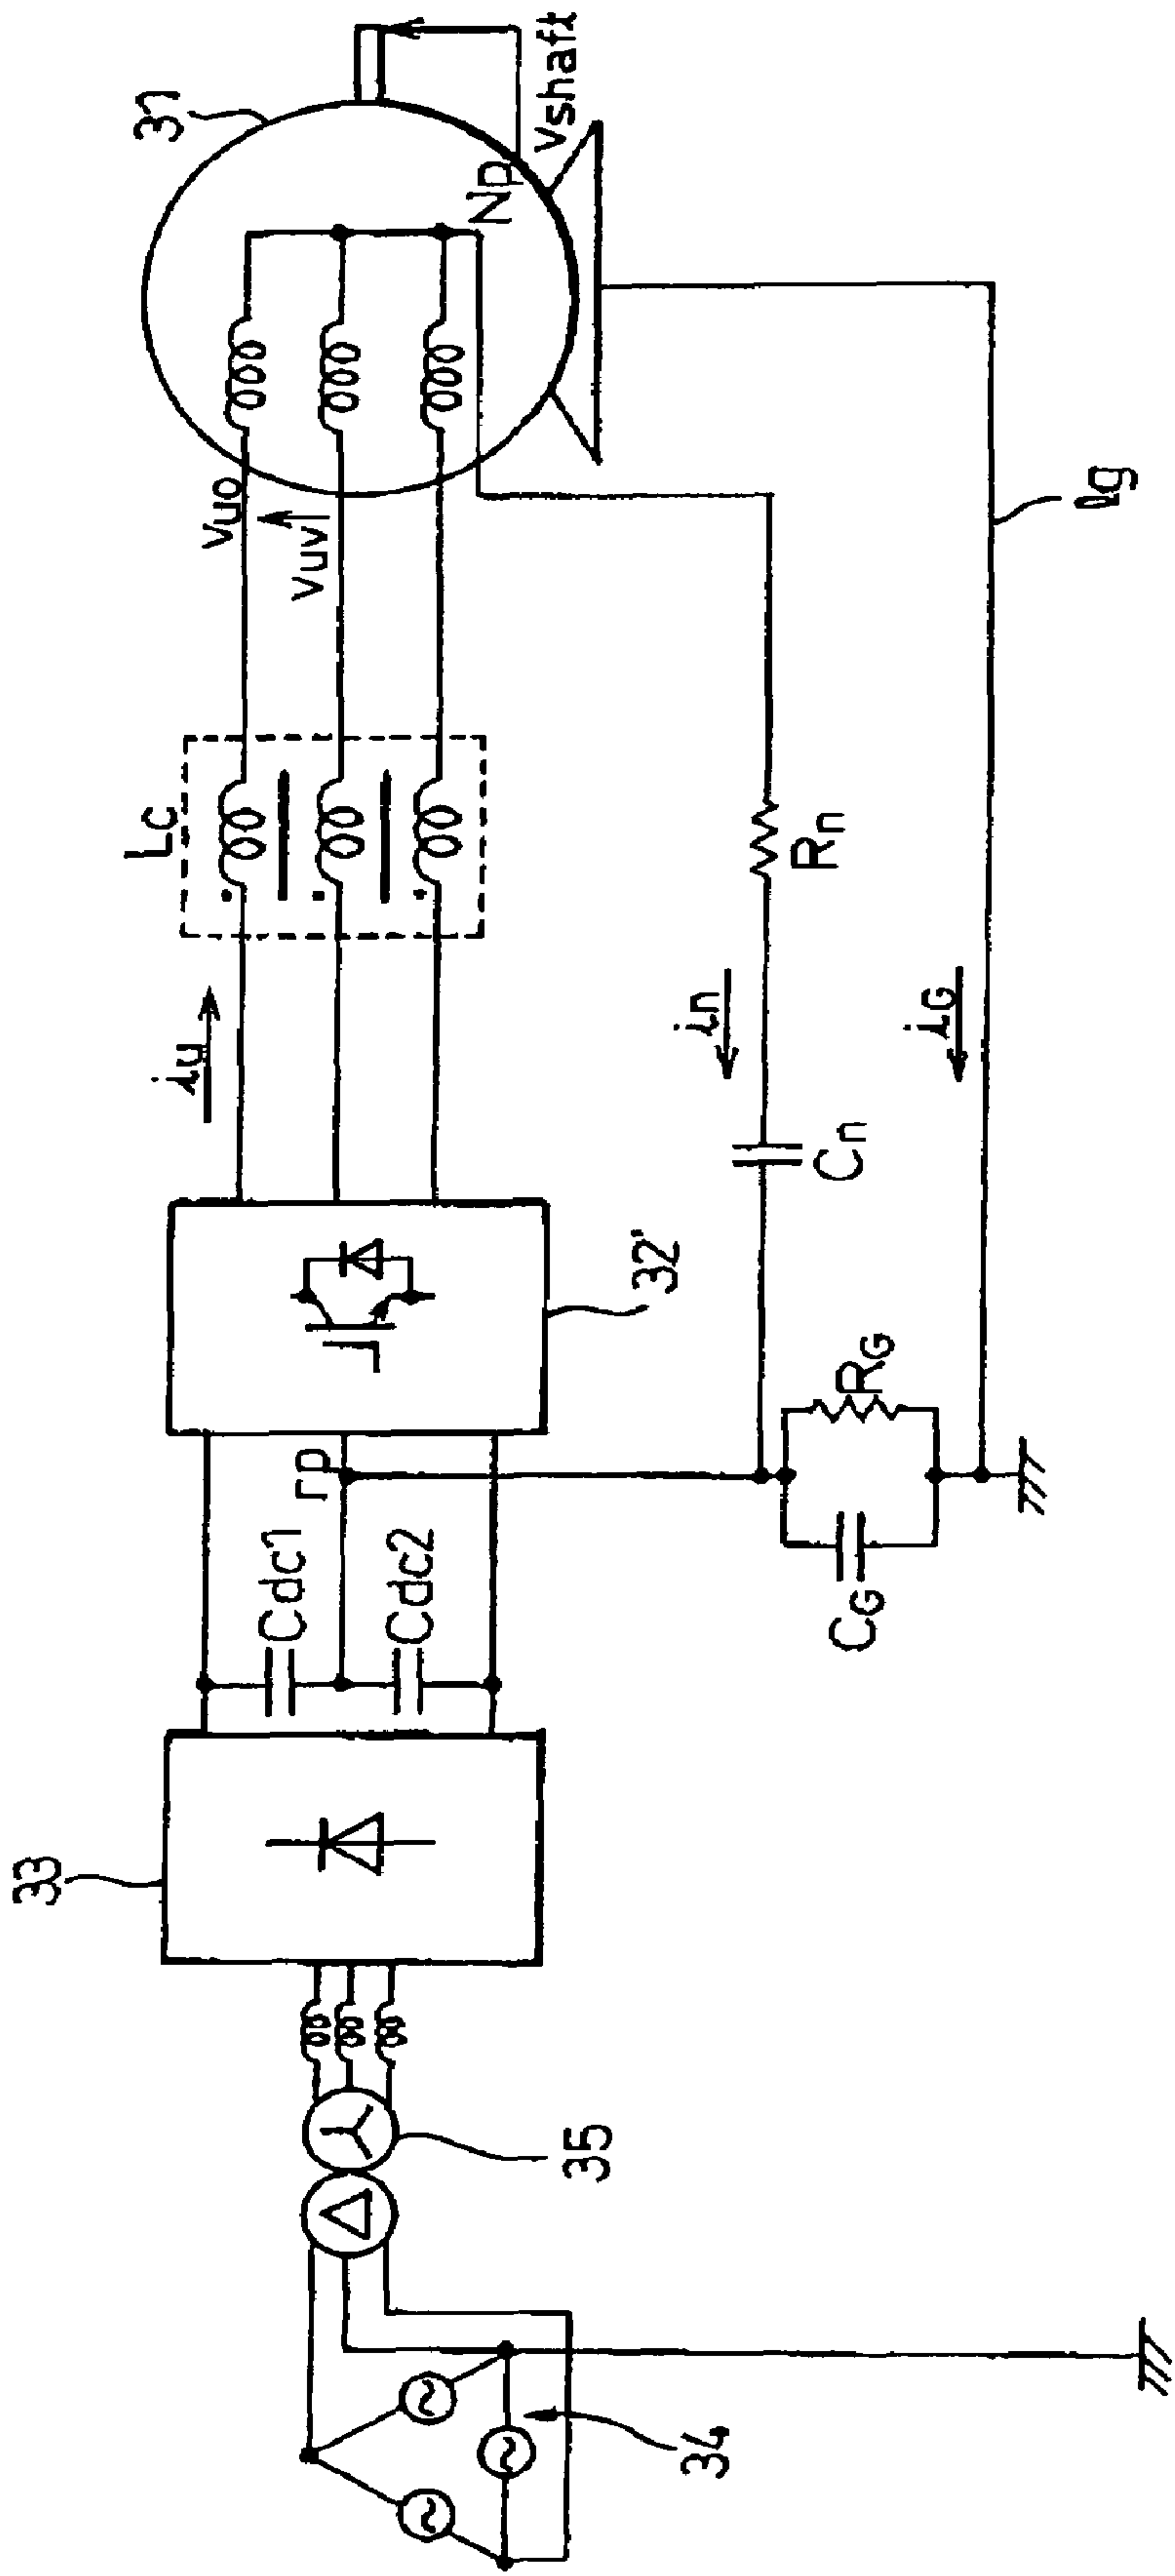 31
Vshaft
Np
Vuo
Vuv
Lc
iu
in
Rn
Cn
iG
ℓg
32'
rp
RG
CG
Cdc1
Cdc2
33
35
34